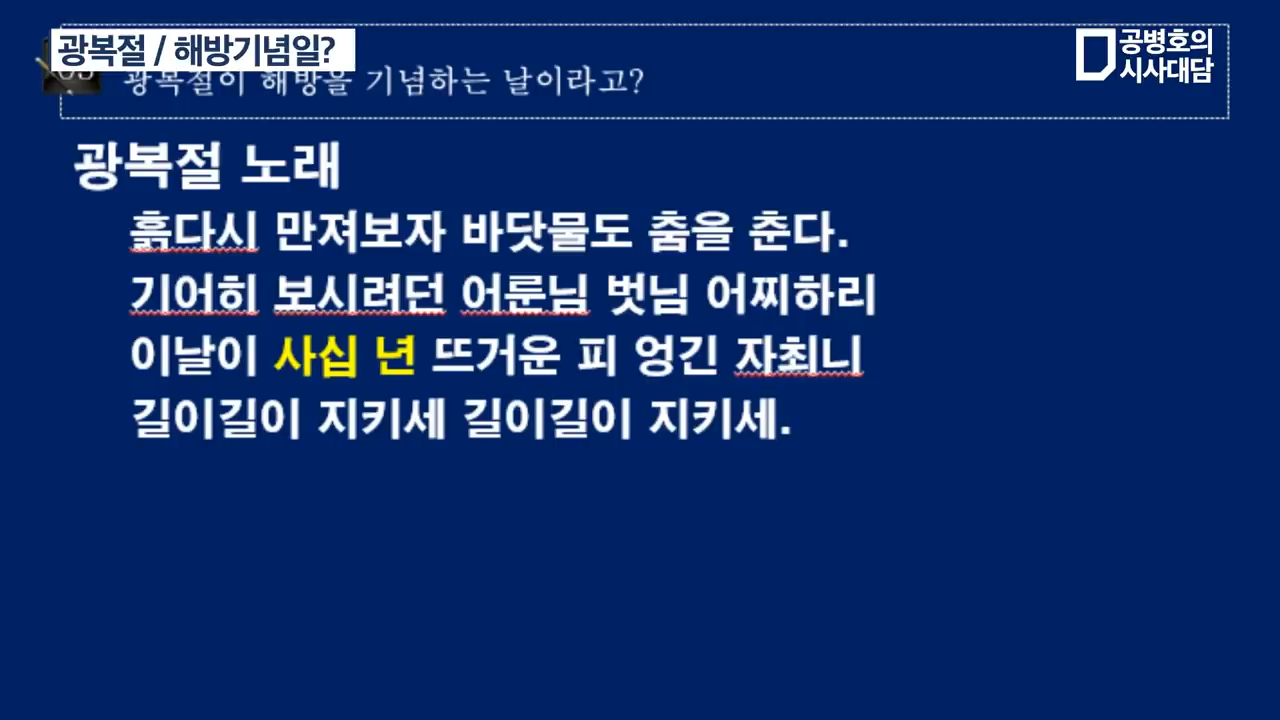 광복절 / 해방기념일?
공병호의
시사대담
광복절이 해방을 기념하는 날이라고?
광복절 노래
흙다시 만져보자 바닷물도 춤을 춘다.
기어히 보시려던 어룬님 벗님 어찌하리
이날이 사십 년 뜨거운 피 엉긴 자최니
길이길이 지키세 길이길이 지키세.